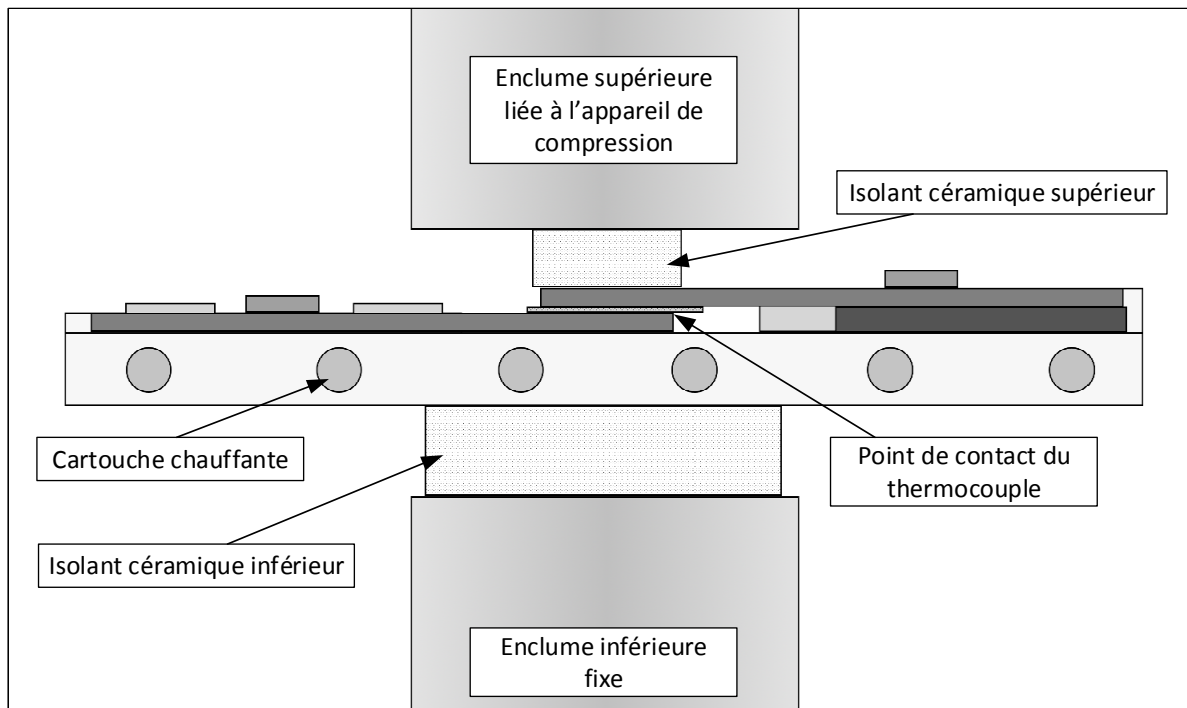 Enclume supérieure
liée à l’appareil de
compression
Isolant céramique supérieur
Cartouche chauffante
Point de contact du
thermocouple
Isolant céramique inférieur
Enclume inférieure
fixe